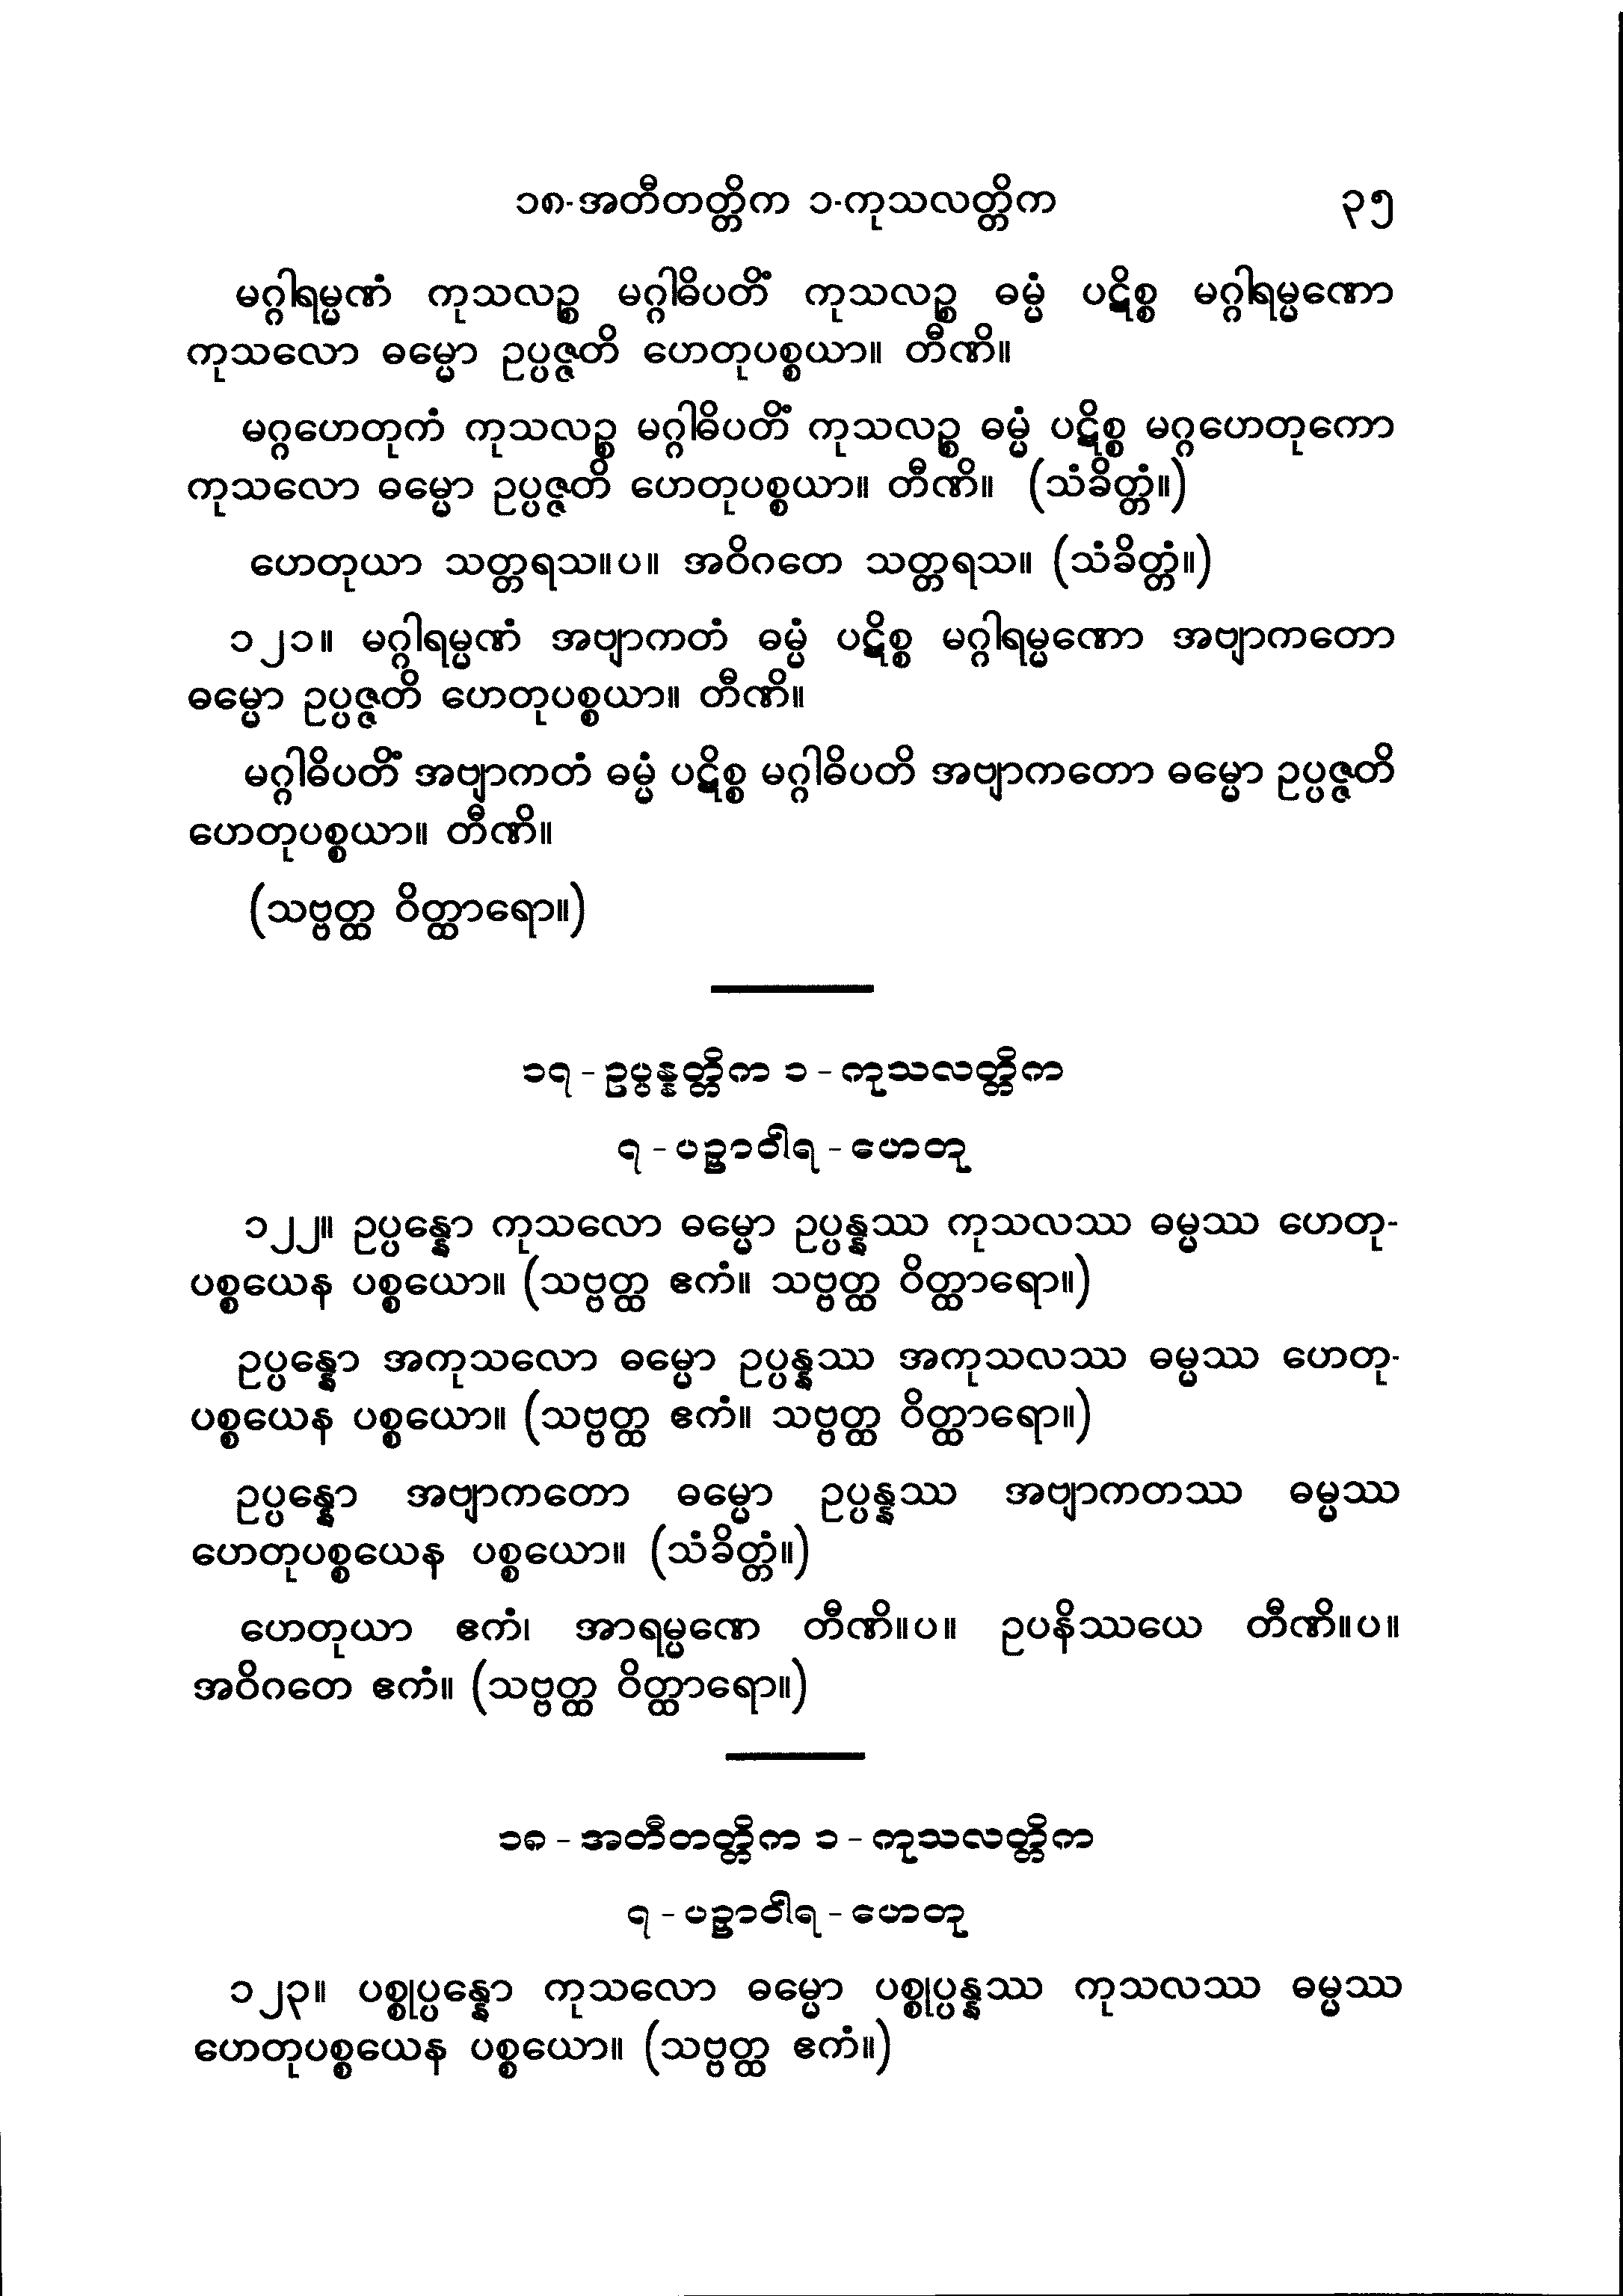 ၁၈-အတီတတ္တိက ၁-ကုသလတ္တိက ၃၅
မဂ္ဂါရမ္မဏံ ကုသလဉ္စ မဂ္ဂါဓိပတိံ ကုသလဉ္စ ဓမ္မံ ပဋိစ္စ မဂ္ဂါရမ္မဏော
ကုသလော ဓမ္မော ဥပ္ပဇ္ဇတိ ဟေတုပစ္စယာ။ တီဏိ။
မဂ္ဂဟေတုကံ ကုသလဉ္စ မဂ္ဂါဓိပတိံ ကုသလဉ္စ ဓမ္မံ ပဋိစ္စ မဂ္ဂဟေတုကော
ကုသလော ဓမ္မော ဥပ္ပဇ္ဇတိ ဟေတုပစ္စယာ။ တီဏိ။ (သံခိတ္တံ။)
ဟေတုယာ သတ္တရသ။ပ။ အဝိဂတေ သတ္တရသ။ (သံခိတ္တံ။)
၁၂၁။ မဂ္ဂါရမ္မဏံ အဗျာကတံ ဓမ္မံ ပဋိစ္စ မဂ္ဂါရမ္မဏော အဗျာကတော
ဓမ္မော ဥပ္ပဇ္ဇတိ ဟေတုပစ္စယာ။ တီဏိ။
မဂ္ဂါဓိပတိံ အဗျာကတံ ဓမ္မံ ပဋိစ္စ မဂ္ဂါဓိပတိ အဗျာကတော ဓမ္မော ဥပ္ပဇ္ဇတိ
ဟေတုပစ္စယာ။ တီဏိ။
(သဗ္ဗတ္ထ ဝိတ္ထာရော။)
၁၇ - ဥပ္ပန္နတ္တိက ၁ - ကုသလတ္တိက
၇ - ပဉှာဝါရ - ဟေတု
၁၂၂။ ဥပ္ပန္နော ကုသလော ဓမ္မော ဥပ္ပန္နဿ ကုသလဿ ဓမ္မဿ ဟေတု-
ပစ္စယေန ပစ္စယော။ (သဗ္ဗတ္ထ ဧကံ။ သဗ္ဗတ္ထ ဝိတ္ထာရော။)
ဥပ္ပန္နော အကုသလော ဓမ္မော ဥပ္ပန္နဿ အကုသလဿ ဓမ္မဿ ဟေတု-
ပစ္စယေန ပစ္စယော။ (သဗ္ဗတ္ထ ဧကံ။ သဗ္ဗတ္ထ ဝိတ္ထာရော။)
ဥပ္ပန္နော အဗျာကတော ဓမ္မော ဥပ္ပန္နဿ အဗျာကတဿ ဓမ္မဿ
ဟေတုပစ္စယေန ပစ္စယော။ (သံခိတ္တံ။)
ဟေတုယာ ဧကံ၊ အာရမ္မဏေ တီဏိ။ပ။ ဥပနိဿယေ တီဏိ။ပ။
အဝိဂတေ ဧကံ။ (သဗ္ဗတ္ထ ဝိတ္ထာရော။)
၁၈ - အတီတတ္တိက ၁ - ကုသလတ္တိက
၇ - ပဉှာဝါရ - ဟေတု
၁၂၃။ ပစ္စုပ္ပန္နော ကုသလော ဓမ္မော ပစ္စုပ္ပန္နဿ ကုသလဿ ဓမ္မဿ
ဟေတုပစ္စယေန ပစ္စယော။ (သဗ္ဗတ္ထ ဧကံ။)